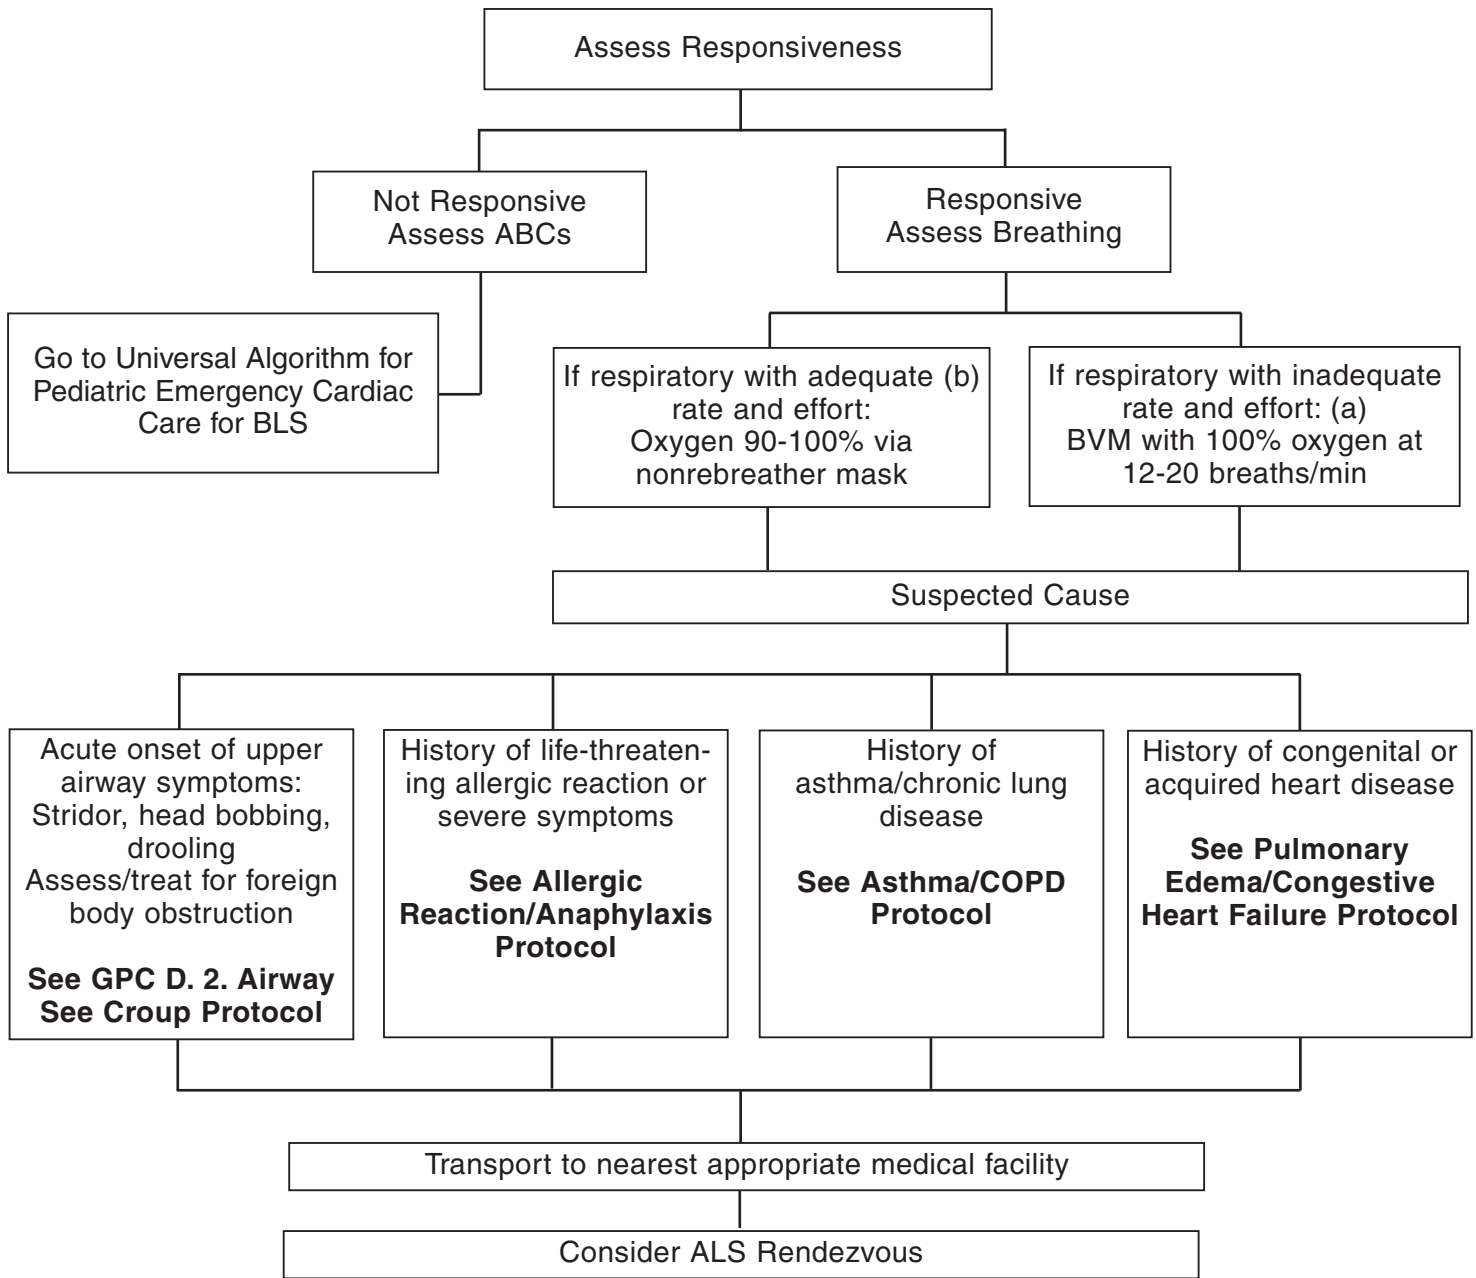 Assess Responsiveness
Not Responsive
Assess ABCs
Responsive
Assess Breathing
Go to Universal Algorithm for
Pediatric Emergency Cardiac
Care for BLS
If respiratory with adequate (b)
rate and effort:
Oxygen 90-100% via
nonrebreather mask
If respiratory with inadequate
rate and effort: (a)
BVM with 100% oxygen at
12-20 breaths/min
Suspected Cause
Acute onset of upper
airway symptoms:
Stridor, head bobbing,
drooling
Assess/treat for foreign
body obstruction
See GPC D. 2. Airway
See Croup Protocol
History of life-threaten-
ing allergic reaction or
severe symptoms
See Allergic
Reaction/Anaphylaxis
Protocol
History of
asthma/chronic lung
disease
See Asthma/COPD
Protocol
History of congenital or
acquired heart disease
See Pulmonary
Edema/Congestive
Heart Failure Protocol
Transport to nearest appropriate medical facility
Consider ALS Rendezvous